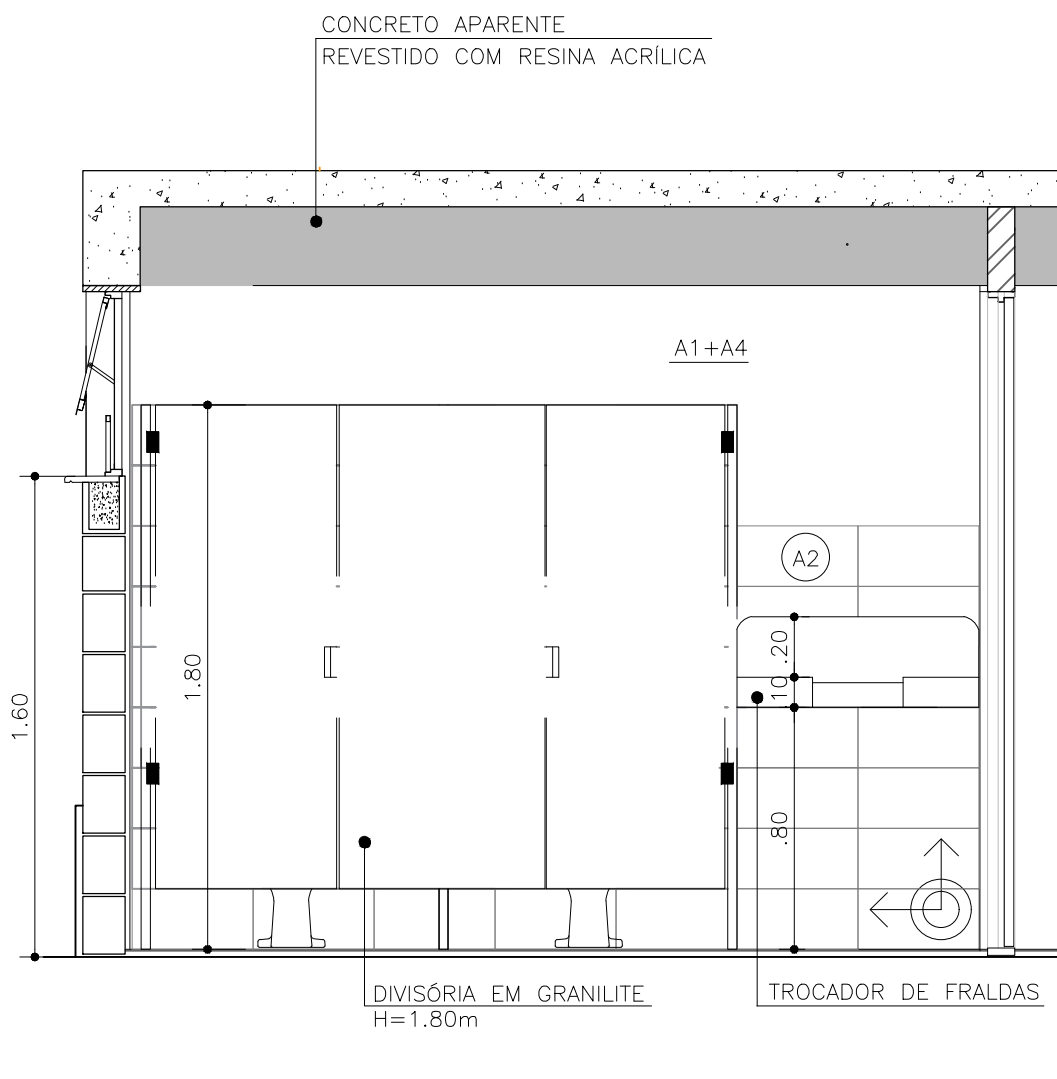 CONCRETO APARENTE
REVESTIDO COM RESINA ACRÍLICA
A1+A4
A2
.20
10
1.80
1.60
.80
DIVISÓRIA EM GRANILITE
H=1.80m
TROCADOR DE FRALDAS